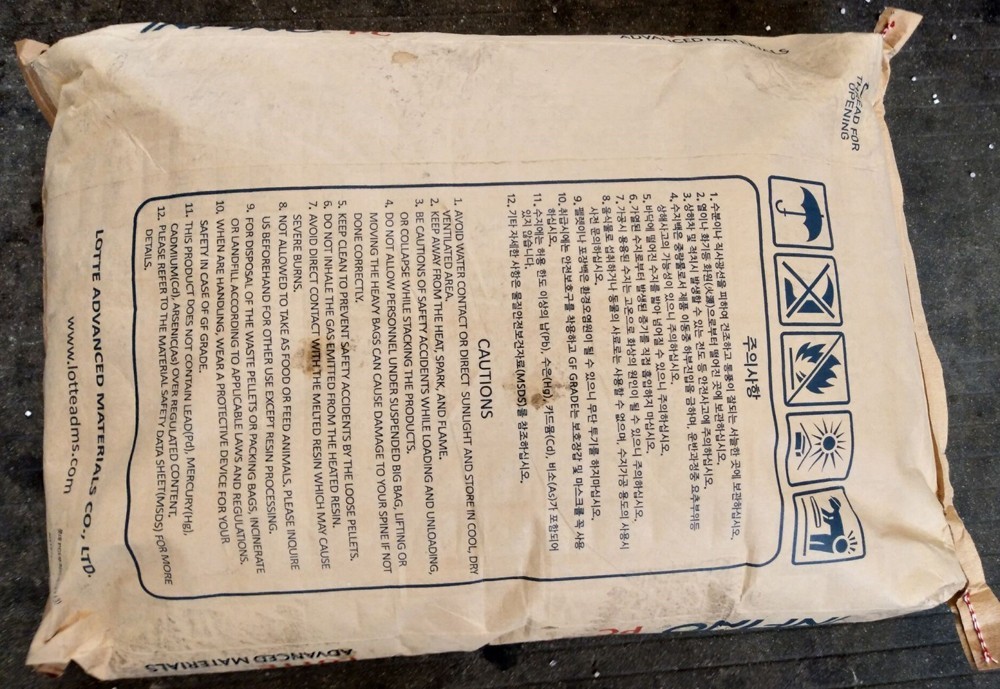 THREAD FOR
OPENING
주의사항
1. 수분이나 직사광선을 피하여 건조하고 통풍이 잘되는 서늘한 곳에 보관하십시오.
2. 열이나 화기등 화원(火源)으로부터 떨어진 곳에 보관하십시오.
3. 상하차 및 적치시 발생할 수 있는 전도 등 안전사고에 주의하십시오.
4. 수지백은 중량물로서 제품 이동중 하부진입을 금하며, 운반규정중 요추부위등
상해사고의 가능성이 있으니 주의하십시오.
5. 바닥에 떨어진 수지를 밟아 넘어질 수 있으니 주의하십시오.
6. 가열된 수지로부터 발생된 증기를 직접 흡입하지 마십시오.
7. 가공시 용융된 수지는 고온으로 화상의 원인이 될 수 있으니 주의하십시오.
8. 음식물로 섭취하거나 동물의 사료로는 사용할 수 없으며, 수지가공 용도의 사용시
사전 문의하십시오.
9. 펠렛이나 포장백은 환경오염원이 될 수 있으니 무단 투기를 하지마십시오.
10. 취급시에는 안전보호구를 착용하고 GF GRADE는 보호장갑 및 마스크를 꼭 사용
하십시오.
11. 수지에는 허용 한도 이상의 납(Pb), 수은(Hg), 카드뮴(Cd), 비소(As)가 포함되어
있지 않습니다.
12. 기타 자세한 사항은 물질안전보건자료(MSDS)를 참조하십시오.
CAUTIONS
1. AVOID WATER CONTACT OR DIRECT SUNLIGHT AND STORE IN COOL, DRY
VENTILATED AREA.
2. KEEP AWAY FROM THE HEAT, SPARK AND FLAME.
3. BE CAUTIONS OF SAFETY ACCIDENTS WHILE LOADING AND UNLOADING,
OR COLLAPSE WHILE STACKING THE PRODUCTS.
4. DO NOT ALLOW PERSONNEL UNDER SUSPENDED BIG BAG, LIFTING OR
MOVING THE HEAVY BAGS CAN CAUSE DAMAGE TO YOUR SPINE IF NOT
DONE CORRECTLY.
5. KEEP CLEAN TO PREVENT SAFETY ACCIDENTS BY THE LOOSE PELLETS.
6. DO NOT INHALE THE GAS EMITTED FROM THE HEATED RESIN.
7. AVOID DIRECT CONTACT WITH THE MELTED RESIN WHICH MAY CAUSE
SEVERE BURNS.
8. NOT ALLOWED TO TAKE AS FOOD OR FEED ANIMALS, PLEASE INQUIRE
US BEFOREHAND FOR OTHER USE EXCEPT RESIN PROCESSING.
9. FOR DISPOSAL OF THE WASTE PELLETS OR PACKING BAGS, INCINERATE
OR LANDFILL ACCORDING TO APPLICABLE LAWS AND REGULATIONS.
10. WHEN ARE HANDLING, WEAR A PROTECTIVE DEVICE FOR YOUR
SAFETY IN CASE OF GF GRADE.
11. THIS PRODUCT DOES NOT CONTAIN LEAD(Pd), MERCURY(Hg),
CADMIUM(Cd), ARSENIC(As) OVER REGULATED CONTENT.
12. PLEASE REFER TO THE MATERIAL SAFETY DATA SHEET(MSDS) FOR MORE
DETAILS.
LOTTE ADVANCED MATERIALS CO., LTD.
www.lotteadms.com
INFINO PC
ADVANCED MATERIALS
INFINO PC
ADVANCED MATERIALS